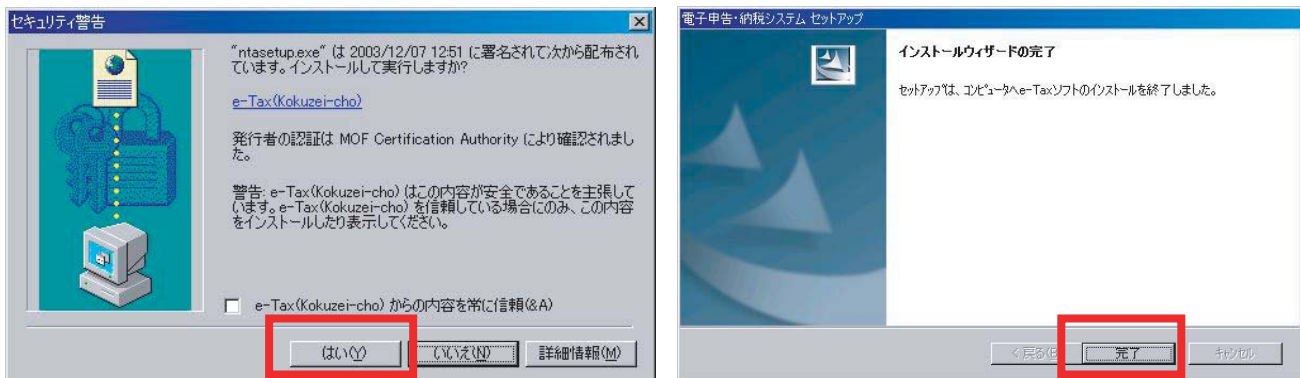 セキュリティ警告
"ntasetup.exe" は 2003/12/07 12:51 に署名されて次から配布され
ています。インストールして実行しますか?
e-Tax(Kokuzei-cho)
発行者の認証は MOF Certification Authority により確認されまし
た。
警告: e-Tax(Kokuzei-cho) はこの内容が安全であることを主張して
います。e-Tax(Kokuzei-cho) を信頼している場合にのみ、この内容
をインストールしたり表示してください。
e-Tax(Kokuzei-cho) からの内容を常に信頼(&A)
はい(Y)
いいえ(N)
詳細情報(M)
電子申告・納税システム セットアップ
インストールウィザードの完了
セットアップは、コンピュータへe-Taxソフトのインストールを終了しました。
< 戻る(B
完了
キャンセル